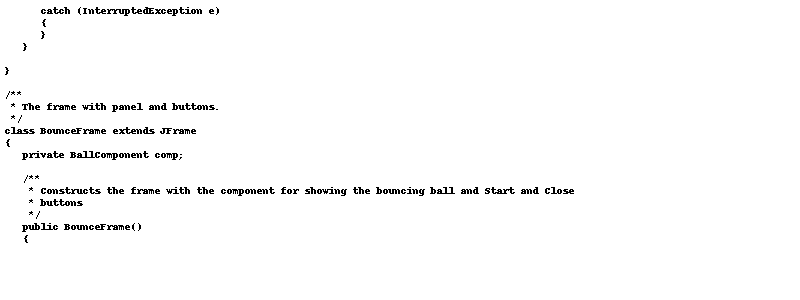 catch (InterruptedException e)
      {
      }
   }

}

/**
 * The frame with panel and buttons.
 */
class BounceFrame extends JFrame
{
   private BallComponent comp;

   /**
    * Constructs the frame with the component for showing the bouncing ball and Start and Close
    * buttons
    */
   public BounceFrame()
   {